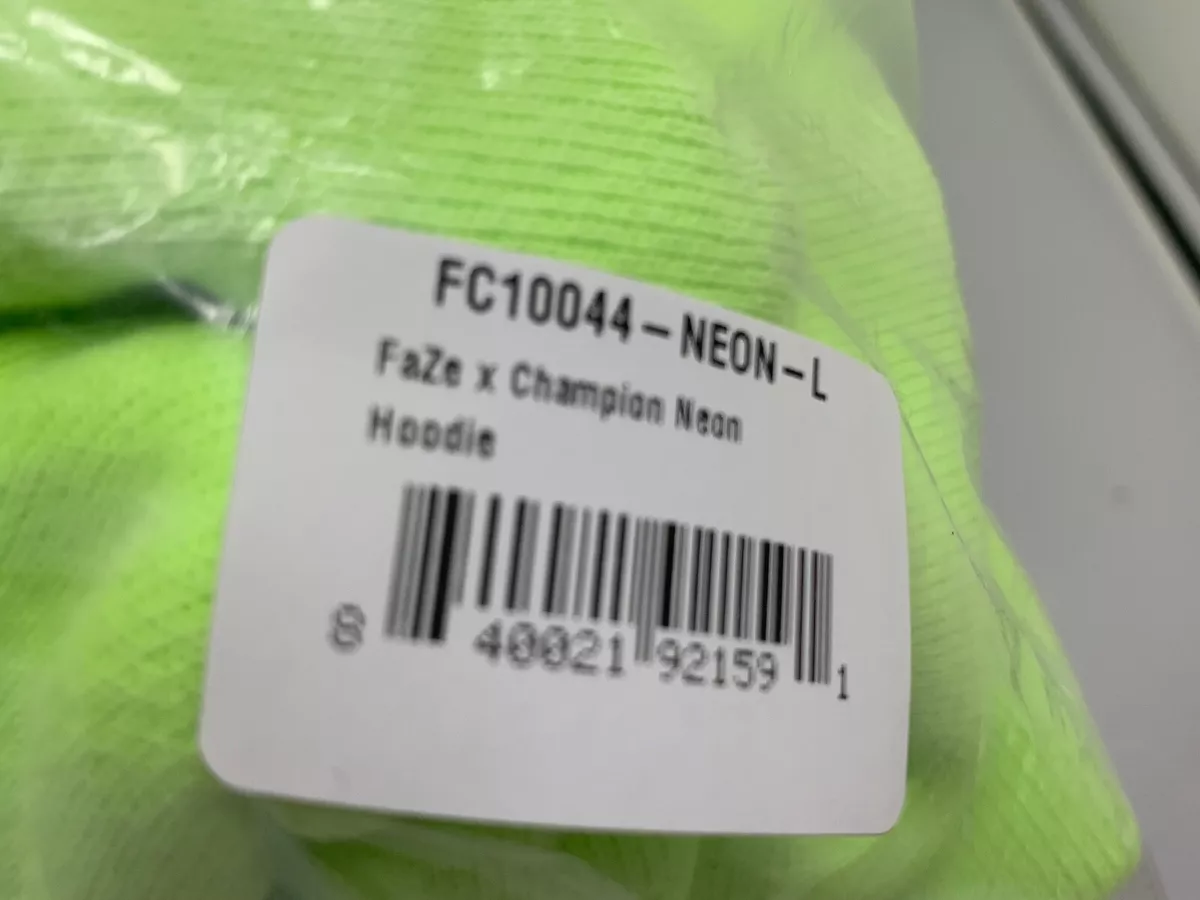 FC10044-NEON-L
FaZe x Champion Neon
Hoodie
8 40021 92159 1